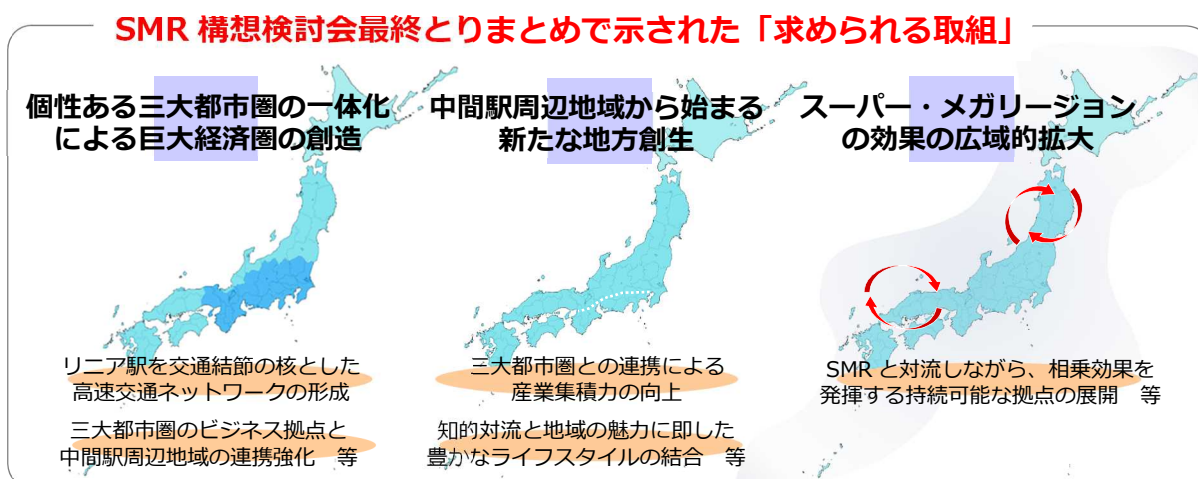 SMR 構想検討会最終とりまとめで示された「求められる取組」
個性ある三大都市圏の一体化
による巨大経済圏の創造
リニア駅を交通結節の核とした
高速交通ネットワークの形成
三大都市圏のビジネス拠点と
中間駅周辺地域の連携強化　等
中間駅周辺地域から始まる
新たな地方創生
三大都市圏との連携による
産業集積力の向上
知的対流と地域の魅力に即した
豊かなライフスタイルの結合　等
スーパー・メガリージョン
の効果の広域的拡大
SMR と対流しながら、相乗効果を
発揮する持続可能な拠点の展開　等